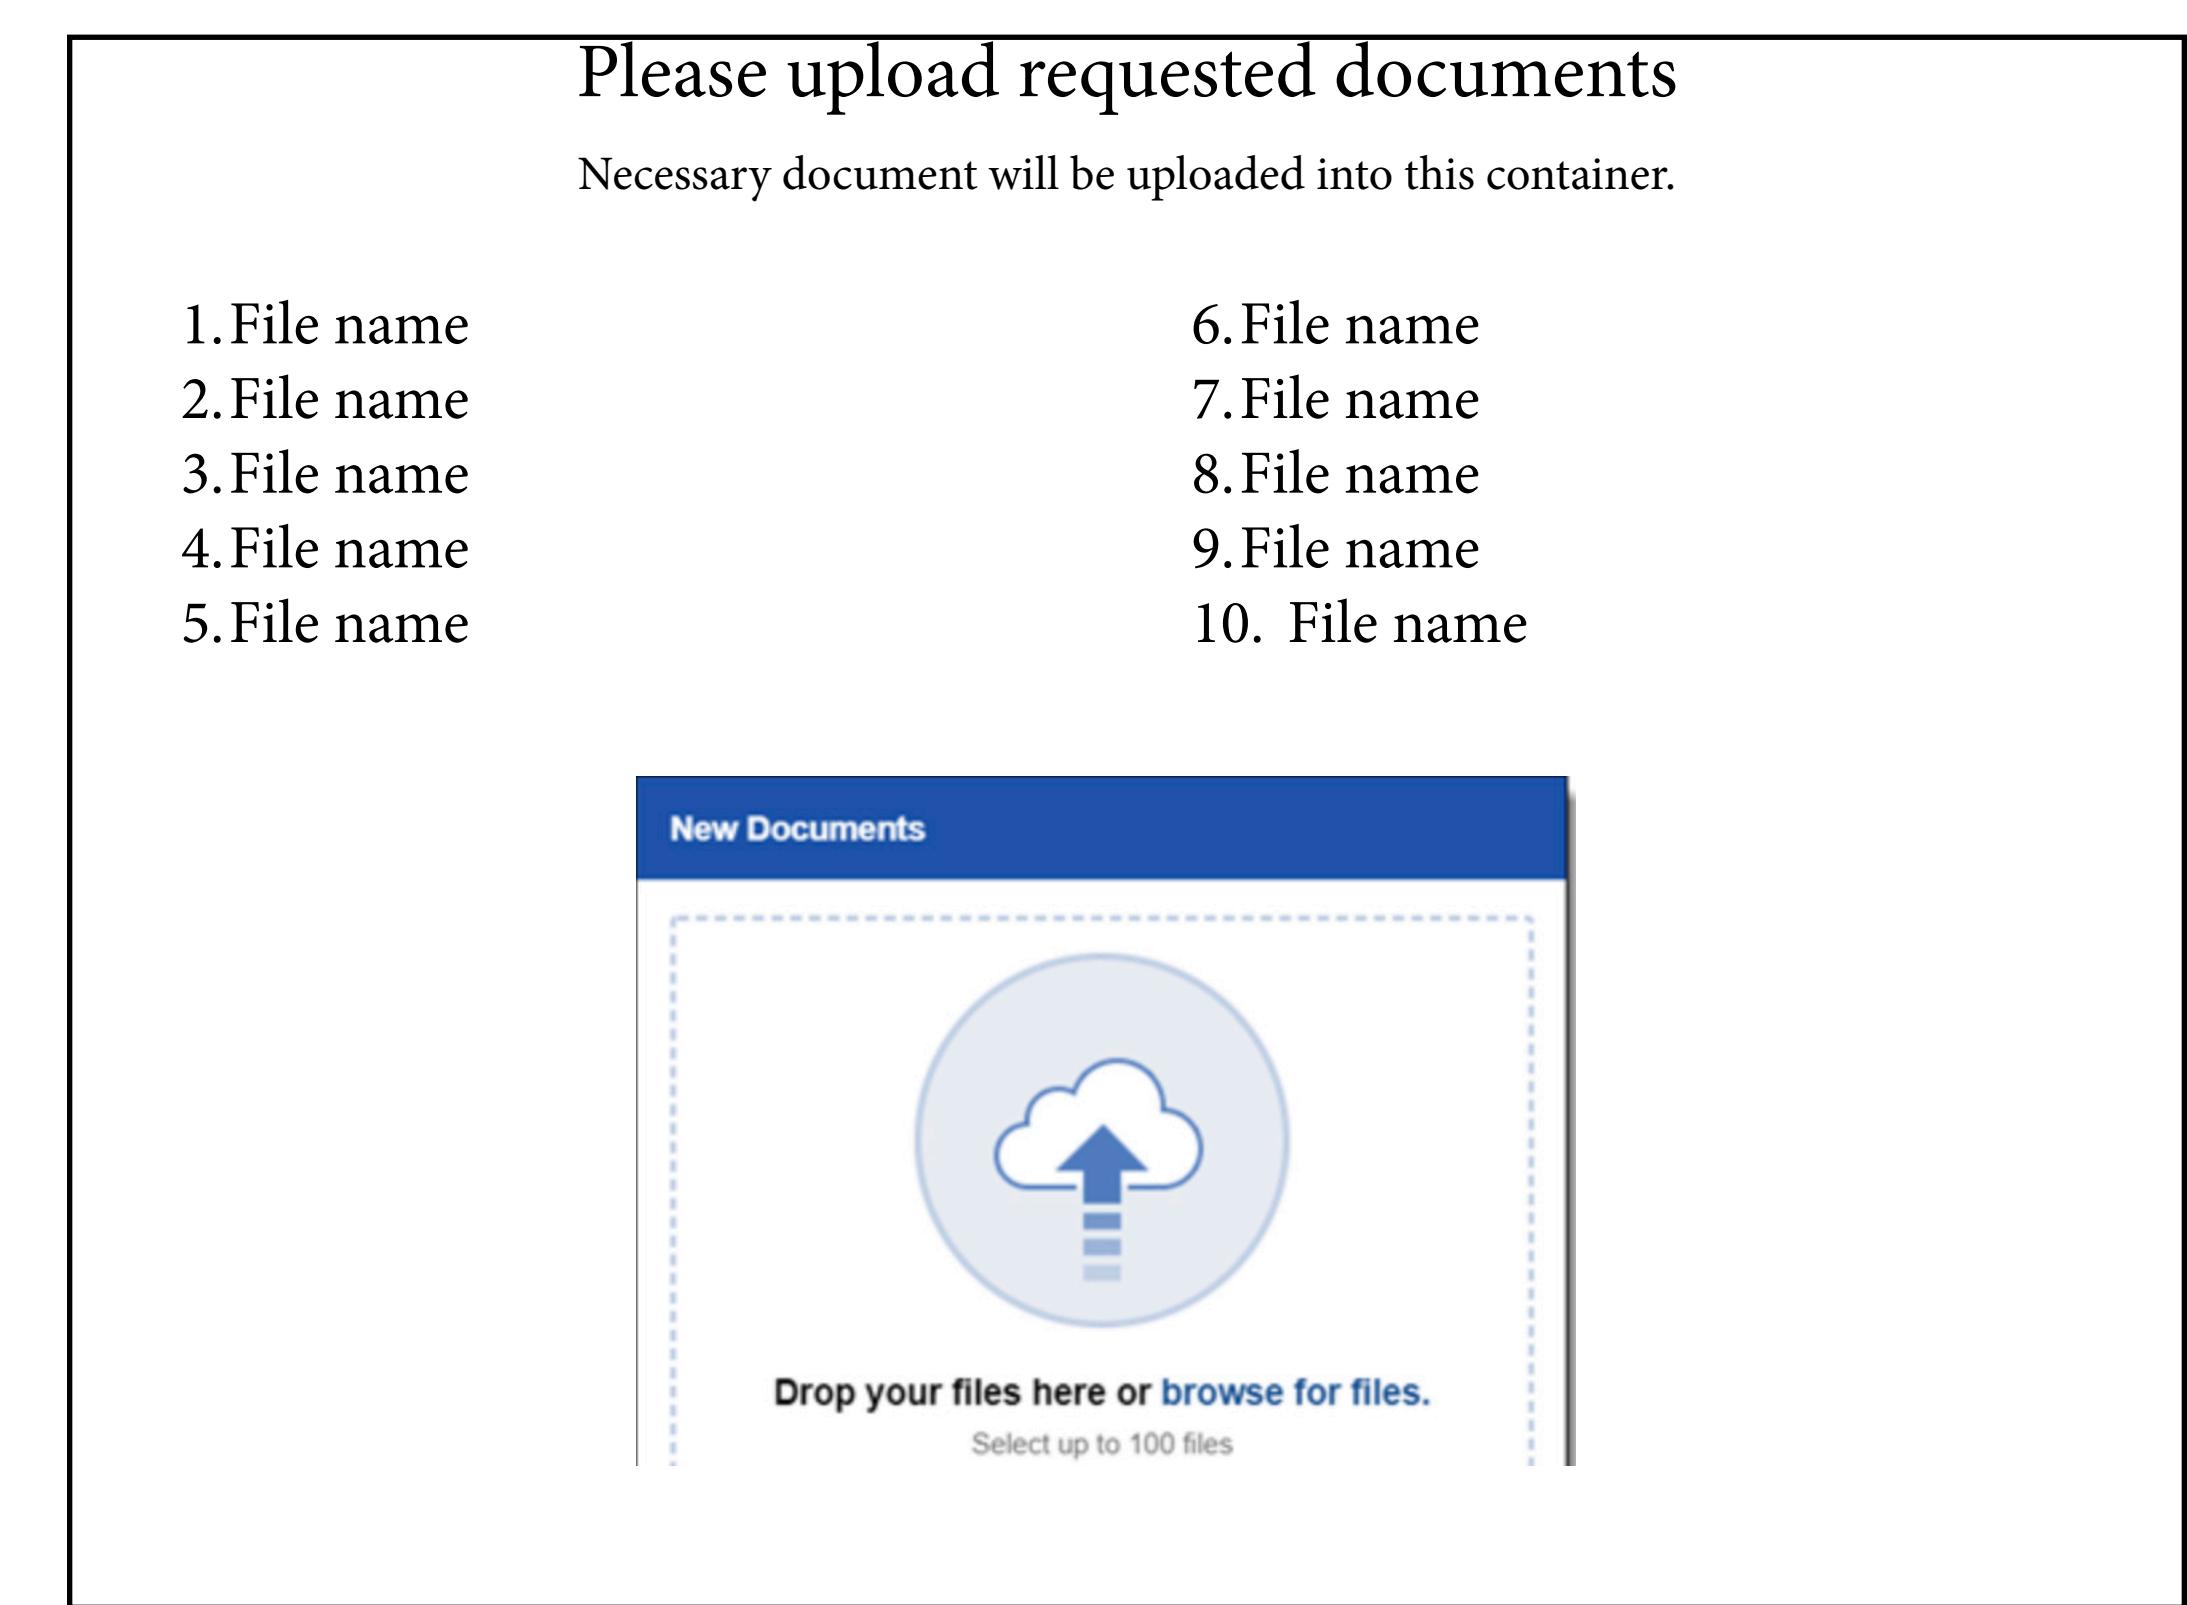 Please upload requested documents
Necessary document will be uploaded into this container.
1. File name
2. File name
3. File name
4. File name
5. File name
6. File name
7. File name
8. File name
9. File name
10. File name
New Documents
Drop your files here or browse for files.
Select up to 100 files